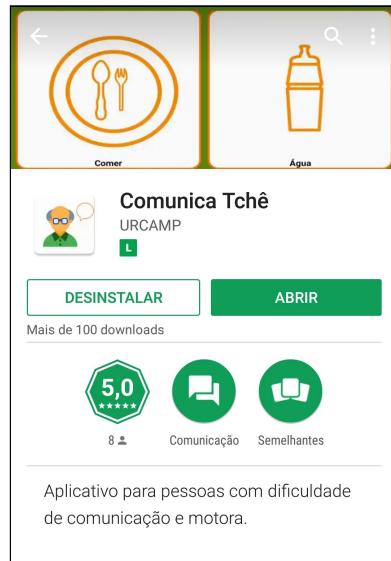 Comer
Água
Comunica Tchê
URCAMP
L
DESINSTALAR
ABRIR
Mais de 100 downloads
5,0
8
Comunicação
Semelhantes
Aplicativo para pessoas com dificuldade
de comunicação e motora.